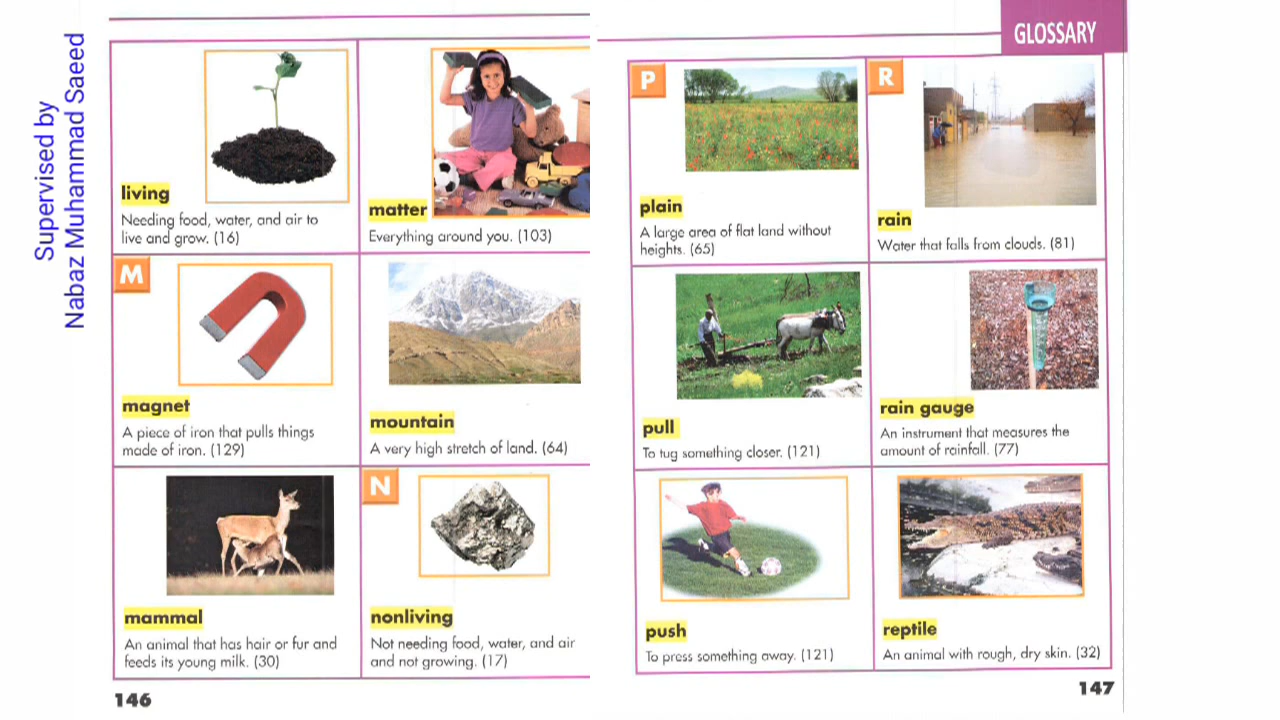 Supervised by
Nabaz Muhammad Saeed
living
Needing food, water, and air to
live and grow. (16)
matter
Everything around you. (103)
M
magnet
A piece of iron that pulls things
made of iron. (129)
mountain
A very high stretch of land. (64)
mammal
An animal that has hair or fur and
feeds its young milk. (30)
N
nonliving
Not needing food, water, and air
and not growing. (17)
146
GLOSSARY
P
plain
A large area of flat land without
heights. (65)
R
rain
Water that falls from clouds. (81)
pull
To tug something closer. (121)
rain gauge
An instrument that measures the
amount of rainfall. (77)
push
To press something away. (121)
reptile
An animal with rough, dry skin. (32)
147